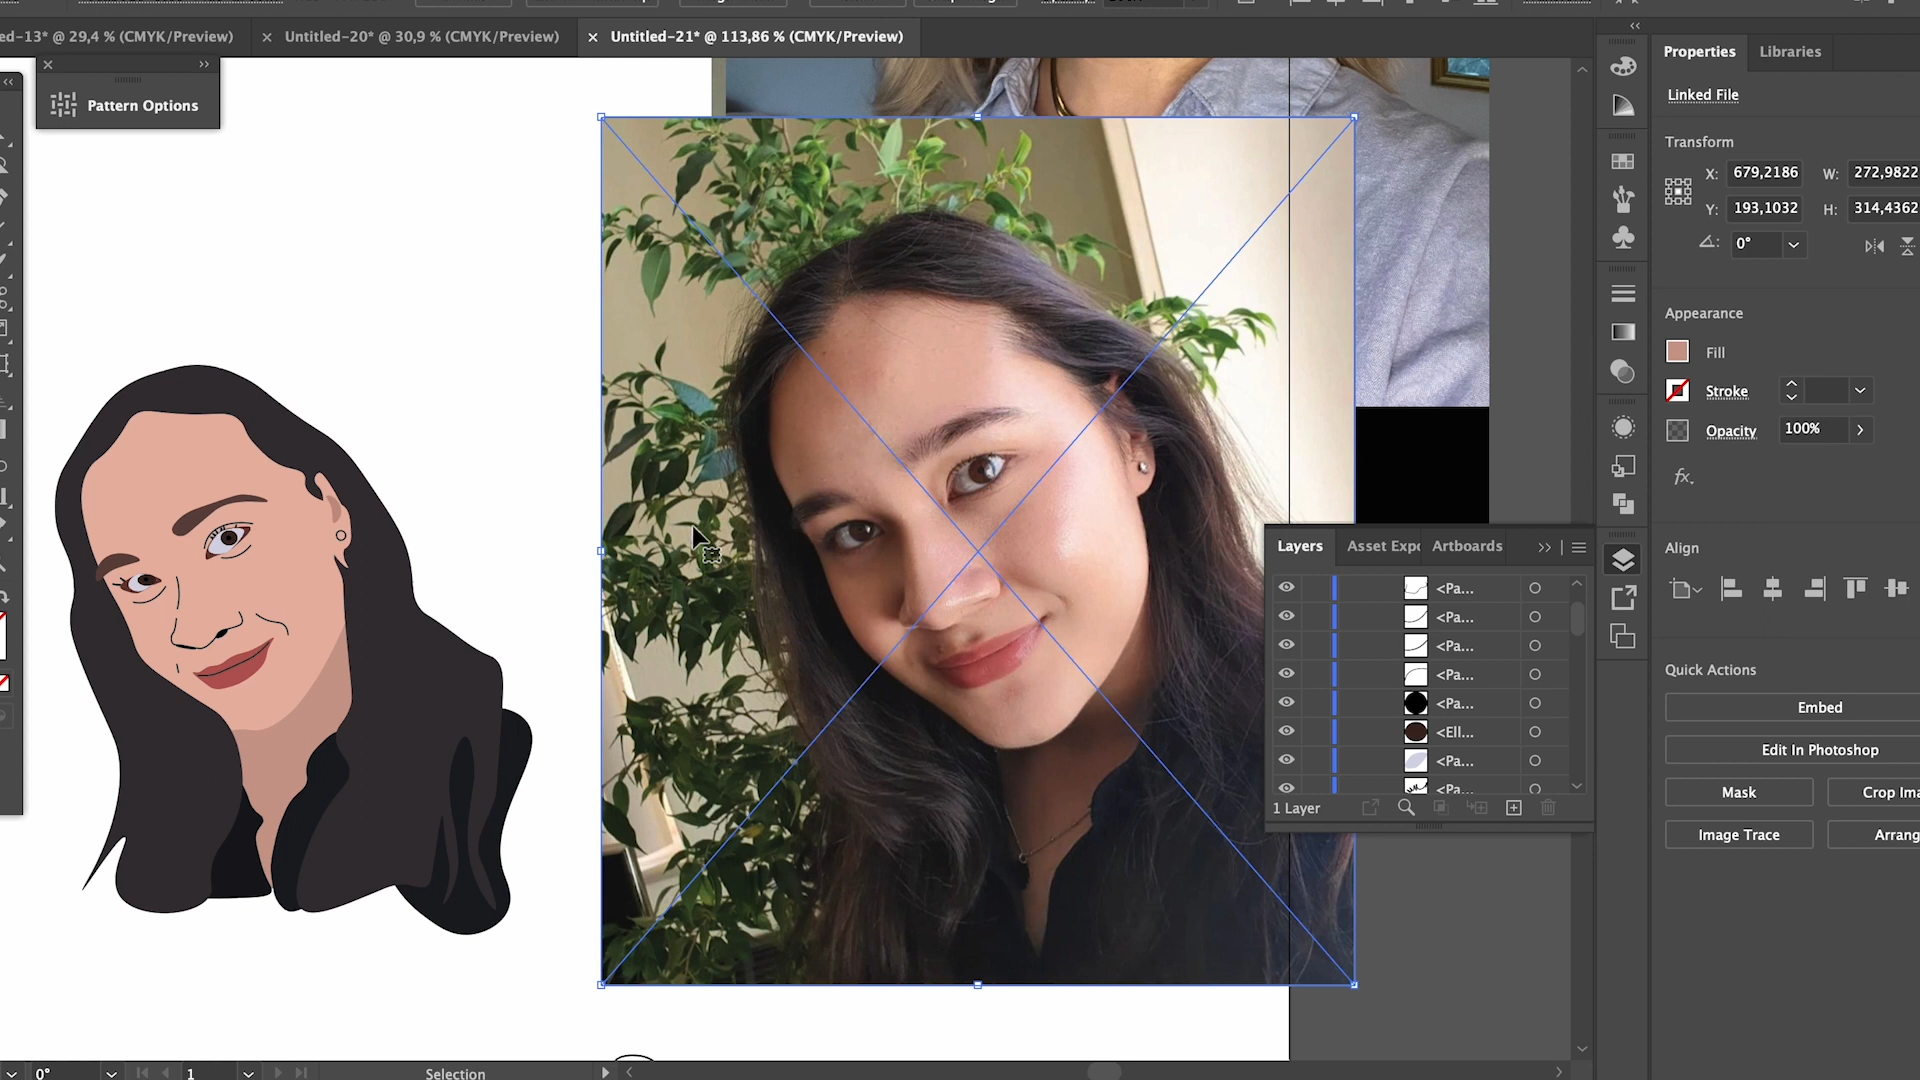 ed-13* @ 29,4 % (CMYK/Preview)
Untitled-20* @ 30,9 % (CMYK/Preview)
Untitled-21* @ 113,86 % (CMYK/Preview)
Pattern Options
Properties
Libraries
Linked File
Transform
X: 679,2186 W: 272,9822
Y: 193,1032 H: 314,4362
0°
Appearance
Fill
Stroke
Opacity 100%
fx.
Align
Quick Actions
Embed
Edit In Photoshop
Mask
Crop Ima
Image Trace
Arrang
Layers Asset Expo Artboards
<Pa...
<Pa...
<Pa...
<Pa...
<Pa...
<Ell...
<Pa...
<Pa...
1 Layer
0° 1 Selection